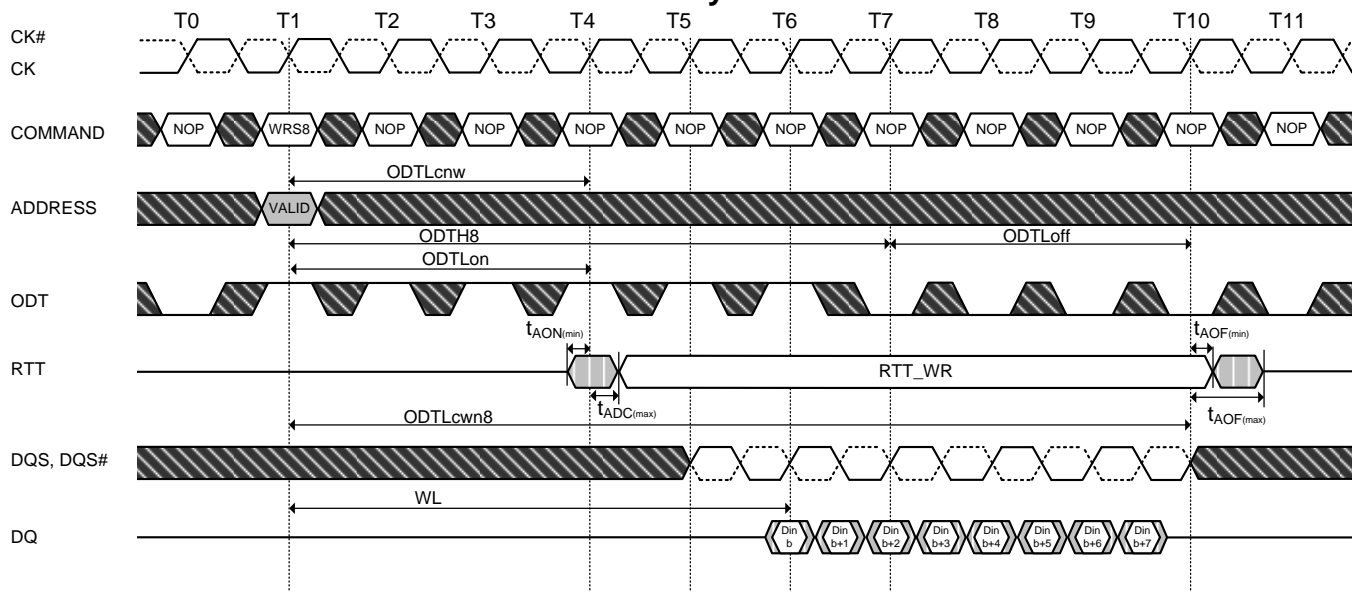 T0 T1 T2 T3 T4 T5 T6 T7 T8 T9 T10 T11
CK#
CK
COMMAND NOP WRS8 NOP NOP NOP NOP NOP NOP NOP NOP NOP NOP
ODTLcnw
ADDRESS VALID
ODTH8 ODTLoff
ODTLon
ODT
tAON(min) tAOF(min)
RTT RTT_WR
tADC(max) tAOF(max)
ODTLcwn8
DQS, DQS#
WL
DQ Din b Din b+1 Din b+2 Din b+3 Din b+4 Din b+5 Din b+6 Din b+7